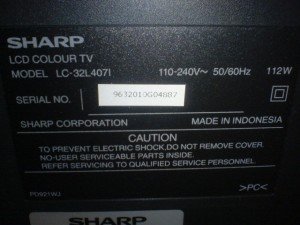 SHARP
LCD COLOUR TV
MODEL LC-32L407I 110-240V~ 50/60Hz 112W
SERIAL NO. 9632010G04887
SHARP CORPORATION MADE IN INDONESIA
CAUTION
TO PREVENT ELECTRIC SHOCK,DO NOT REMOVE COVER.
NO-USER SERVICEABLE PARTS INSIDE.
REFER SERVICING TO QUALIFIED SERVICE PERSONNEL.
PD921WJ >PC<
SHARP